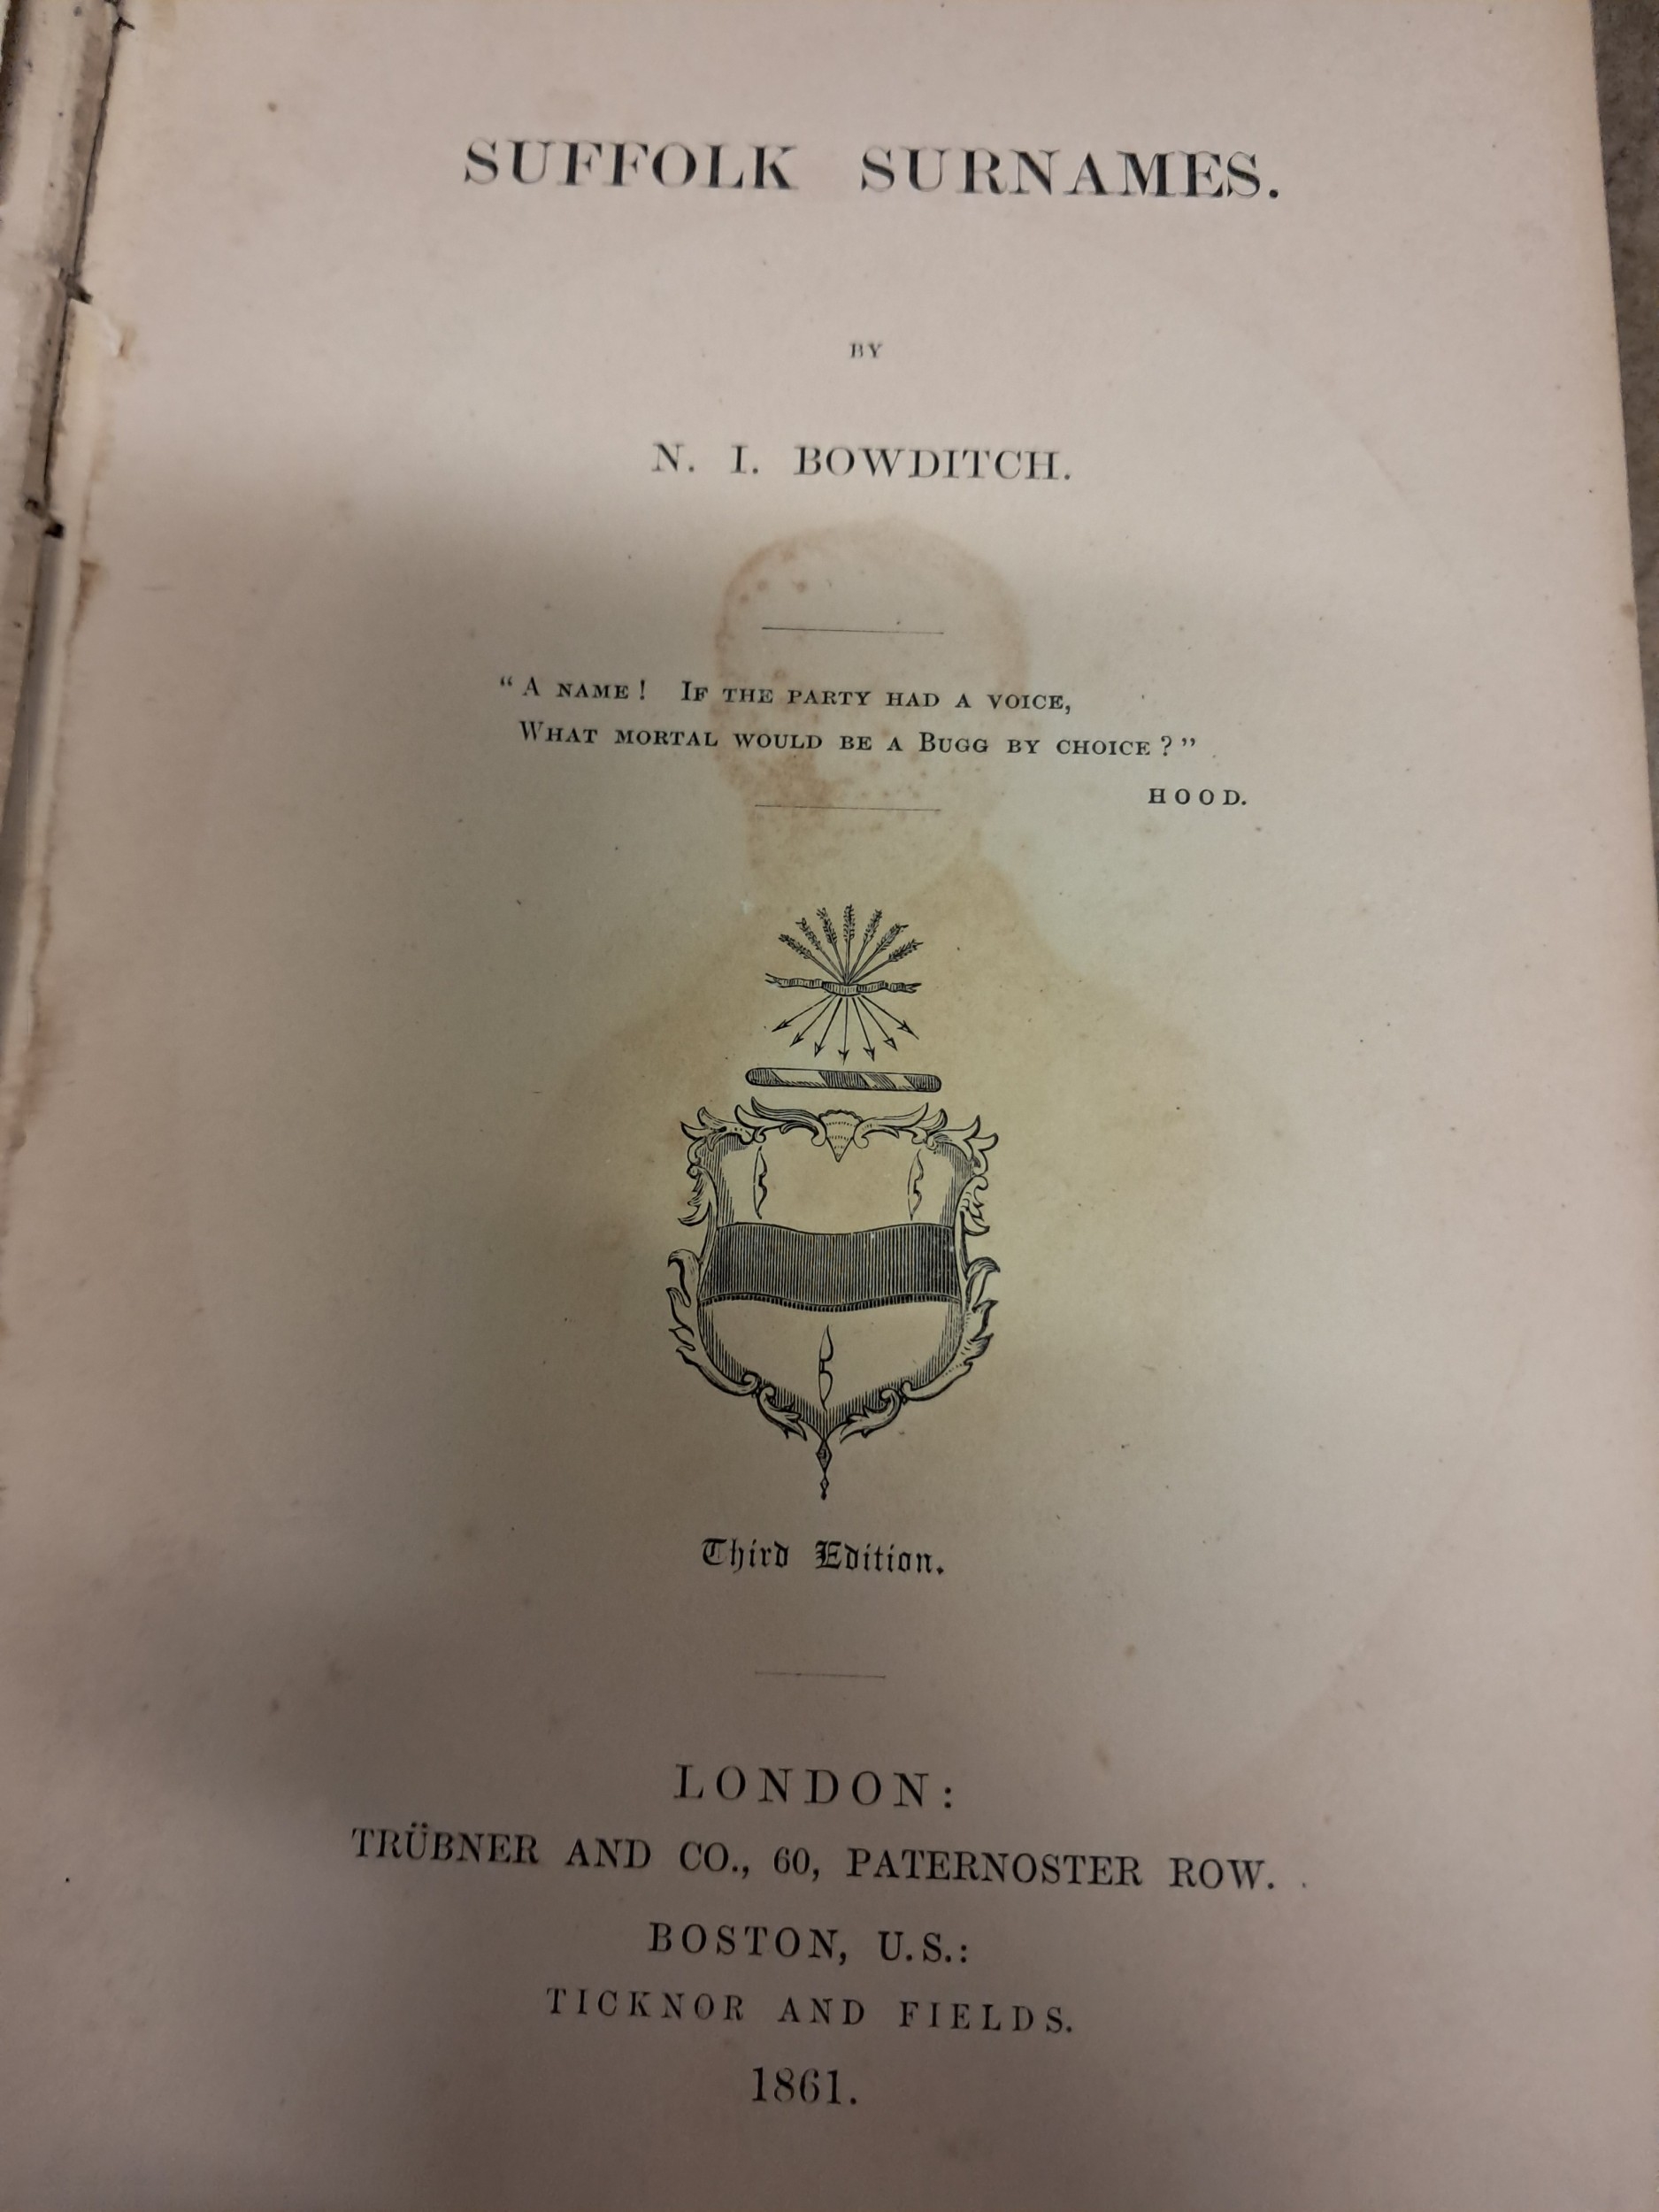 SUFFOLK SURNAMES.
BY
N. I. BOWDITCH.
“A NAME! IF THE PARTY HAD A VOICE,
WHAT MORTAL WOULD BE A BUGG BY CHOICE?”
HOOD.
Third Edition.
LONDON:
TRÜBNER AND CO., 60, PATERNOSTER ROW.
BOSTON, U.S.:
TICKNOR AND FIELDS.
1861.